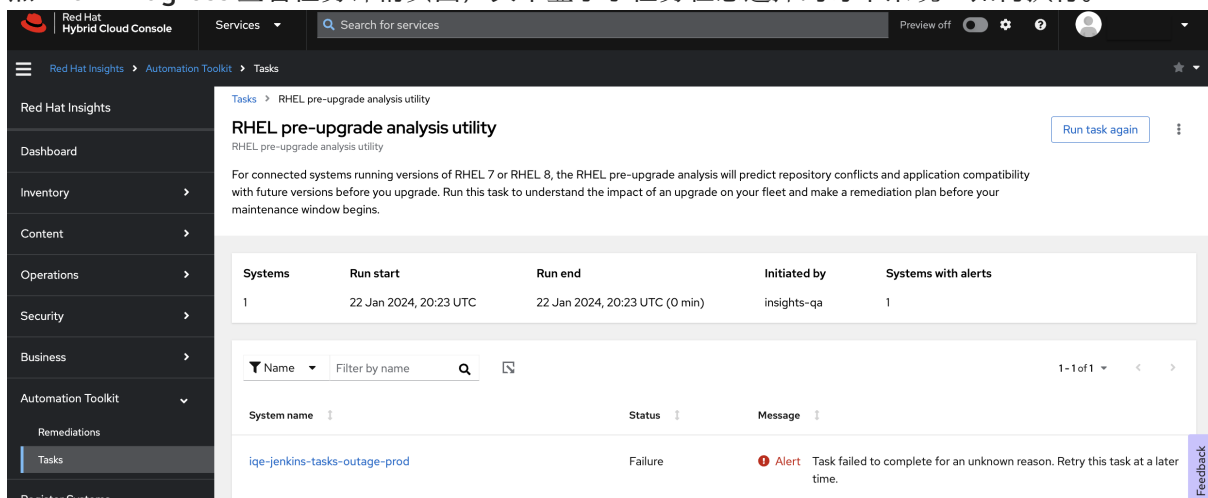 Red Hat
Hybrid Cloud Console
Services
Search for services
Preview off
Red Hat Insights > Automation Toolkit > Tasks
Red Hat Insights
Dashboard
Inventory
Content
Operations
Security
Business
Automation Toolkit
Remediations
Tasks
Tasks > RHEL pre-upgrade analysis utility
RHEL pre-upgrade analysis utility
RHEL pre-upgrade analysis utility
Run task again
For connected systems running versions of RHEL 7 or RHEL 8, the RHEL pre-upgrade analysis will predict repository conflicts and application compatibility
with future versions before you upgrade. Run this task to understand the impact of an upgrade on your fleet and make a remediation plan before your
maintenance window begins.
Systems Run start Run end Initiated by Systems with alerts
1 22 Jan 2024, 20:23 UTC 22 Jan 2024, 20:23 UTC (0 min) insights-qa 1
Name Filter by name 1 - 1 of 1
System name Status Message
iqe-jenkins-tasks-outage-prod Failure Alert Task failed to complete for an unknown reason. Retry this task at a later
time.
Feedback